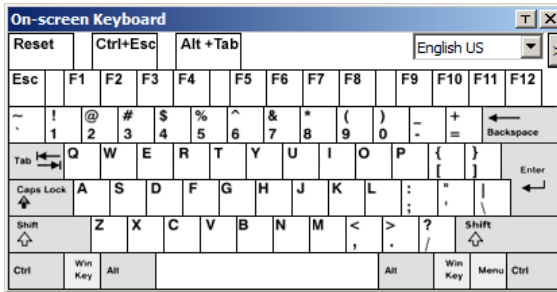 On-screen Keyboard T X
Reset Ctrl+Esc Alt +Tab English US >
Esc F1 F2 F3 F4 F5 F6 F7 F8 F9 F10 F11 F12
~ ! @ # $ % ^ & * ( ) _ +
` 1 2 3 4 5 6 7 8 9 0 - = Backspace
Tab Q W E R T Y U I O P { }
[ ] Enter
Caps Lock A S D F G H J K L : " |
; ' \
Shift Z X C V B N M < > ? Shift
, . /
Ctrl Win Key Alt Alt Win Key Menu Ctrl